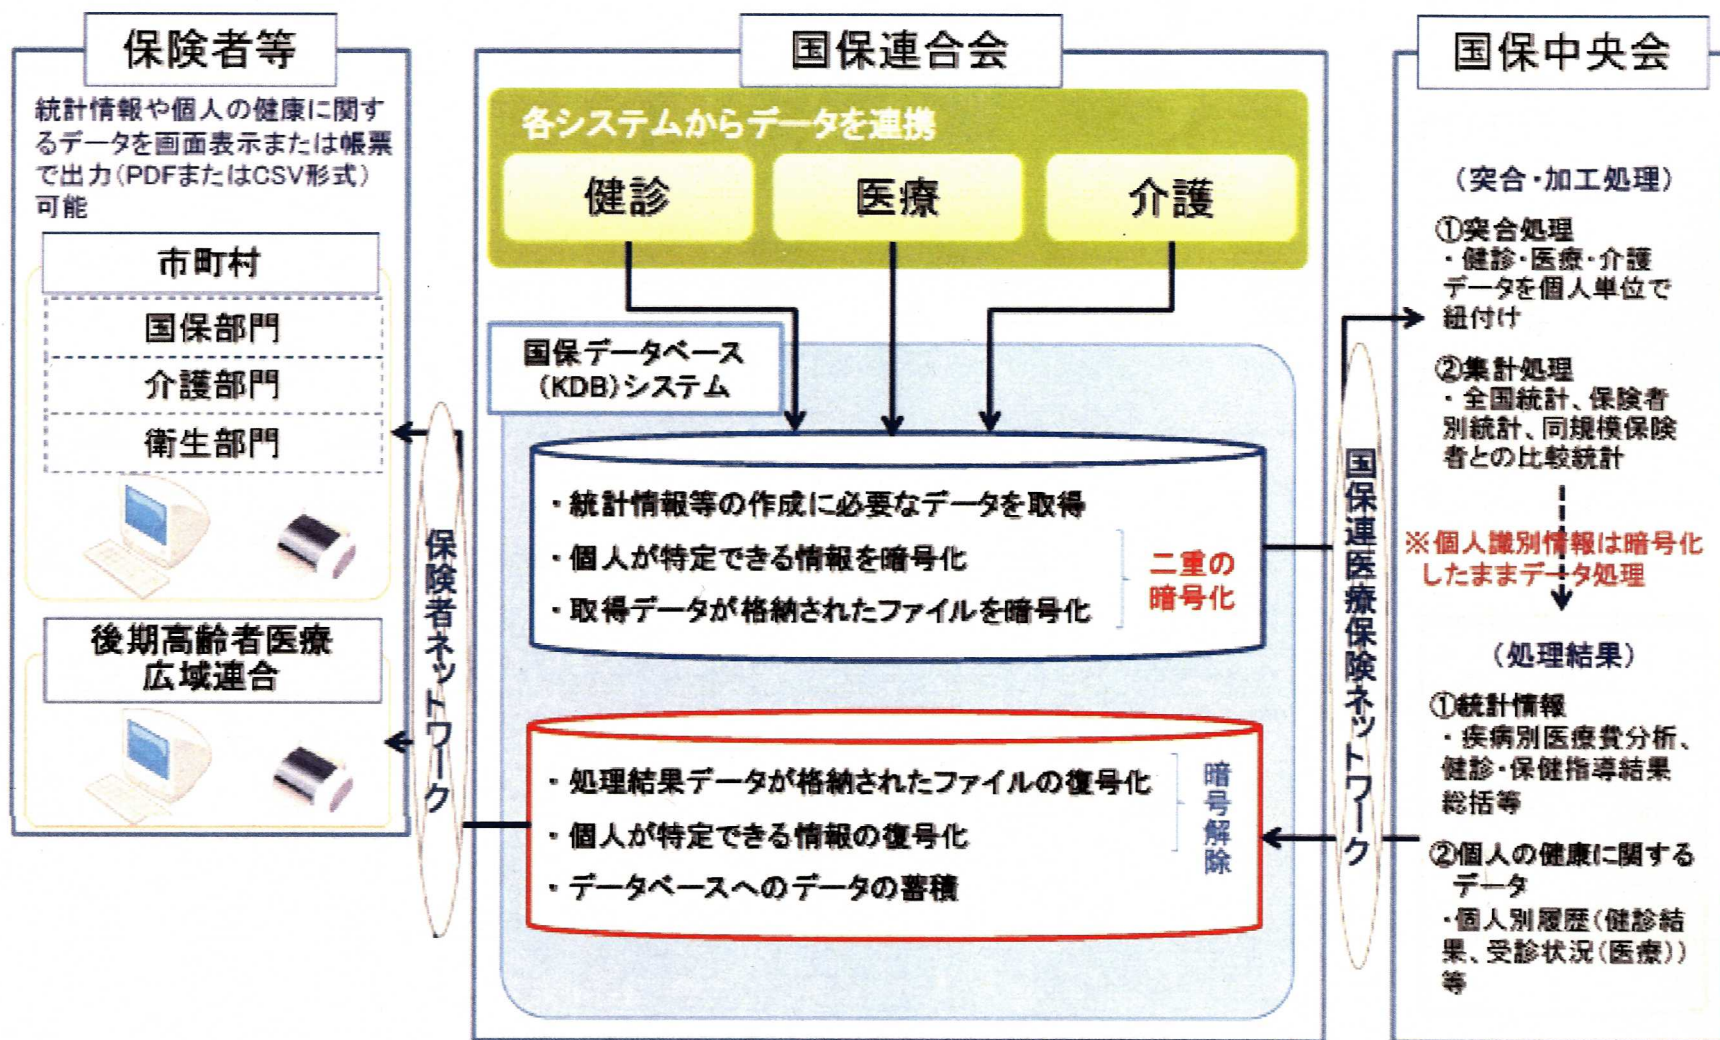 保険者等
統計情報や個人の健康に関す
るデータを画面表示または帳票
で出力(PDFまたはCSV形式)
可能
市町村
国保部門
介護部門
衛生部門
後期高齢者医療
広域連合
保険者ネットワーク
国保連合会
各システムからデータを連携
健診
医療
介護
国保データベース
(KDB)システム
・統計情報等の作成に必要なデータを取得
・個人が特定できる情報を暗号化
・取得データが格納されたファイルを暗号化
二重の
暗号化
・処理結果データが格納されたファイルの復号化
・個人が特定できる情報の復号化
・データベースへのデータの蓄積
暗号解除
国保連医療保険ネットワーク
国保中央会
(突合・加工処理)
①突合処理
・健診・医療・介護
データを個人単位で
紐付け
②集計処理
・全国統計、保険者
別統計、同規模保険
者との比較統計
※個人識別情報は暗号化
したままデータ処理
(処理結果)
①統計情報
・疾病別医療費分析、
健診・保健指導結果
総括等
②個人の健康に関する
データ
・個人別履歴(健診結
果、受診状況(医療))
等